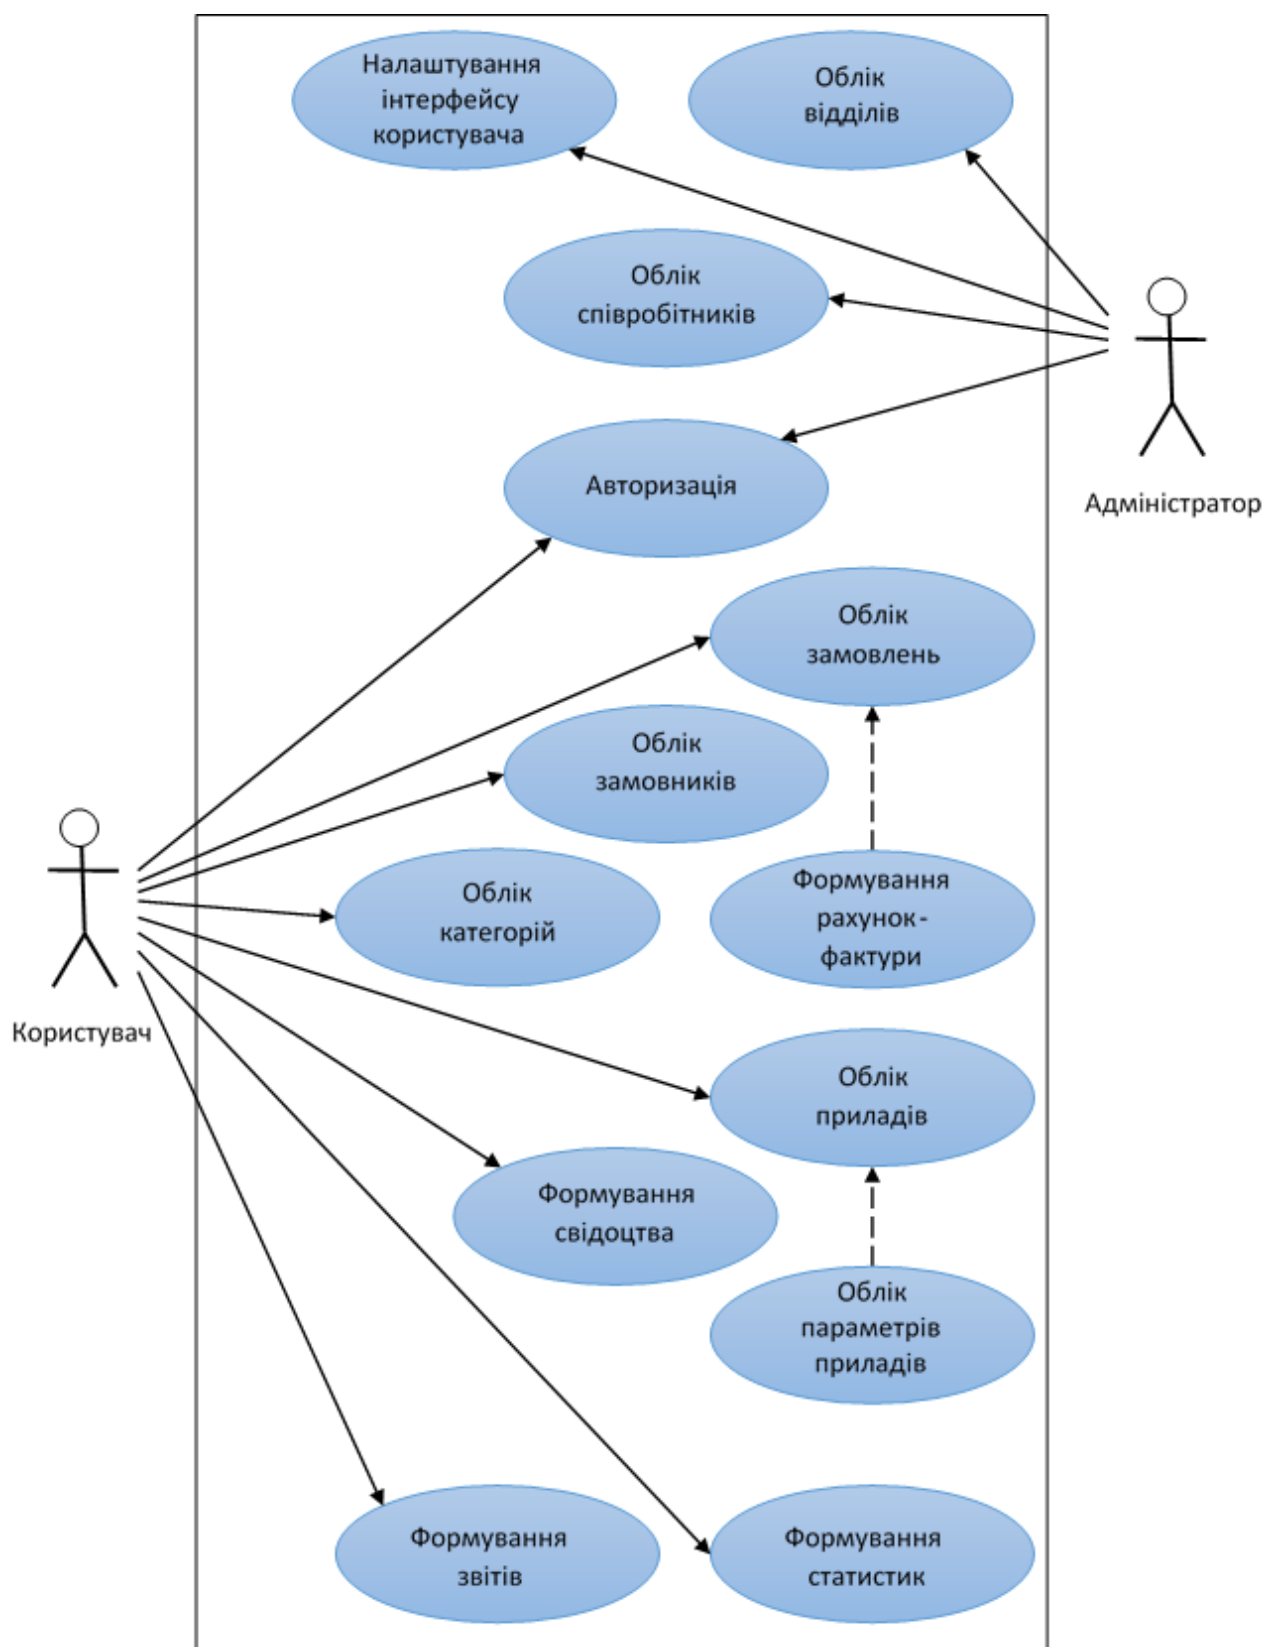 Налаштування
інтерфейсу
користувача
Облік
відділів
Облік
співробітників
Авторизація
Адміністратор
Облік
замовлень
Облік
замовників
Облік
категорій
Формування
рахунок-
фактури
Користувач
Облік
приладів
Формування
свідоцтва
Облік
параметрів
приладів
Формування
звітів
Формування
статистик